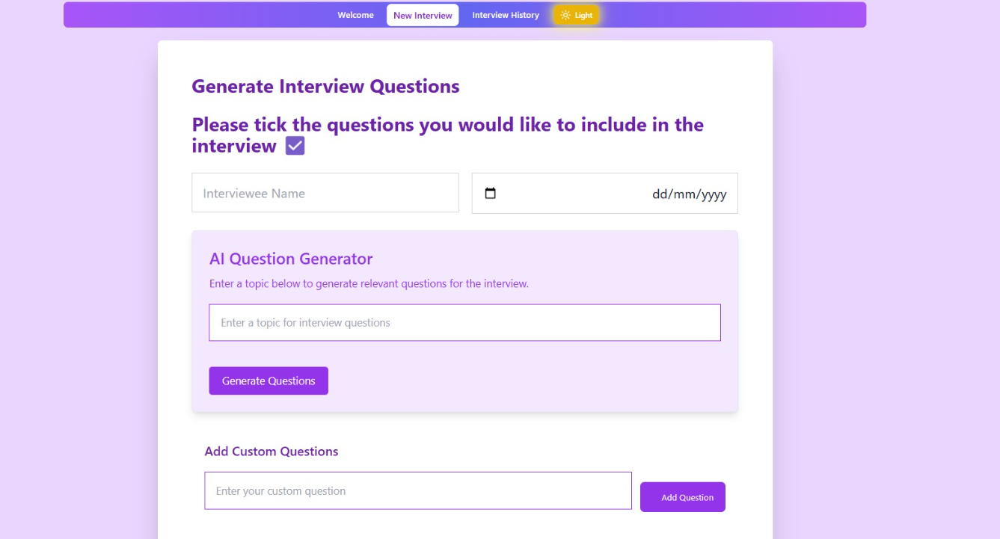 Welcome
New Interview
Interview History
Light
Generate Interview Questions
Please tick the questions you would like to include in the
interview
Interviewee Name
dd/mm/yyyy
AI Question Generator
Enter a topic below to generate relevant questions for the interview.
Enter a topic for interview questions
Generate Questions
Add Custom Questions
Enter your custom question
Add Question